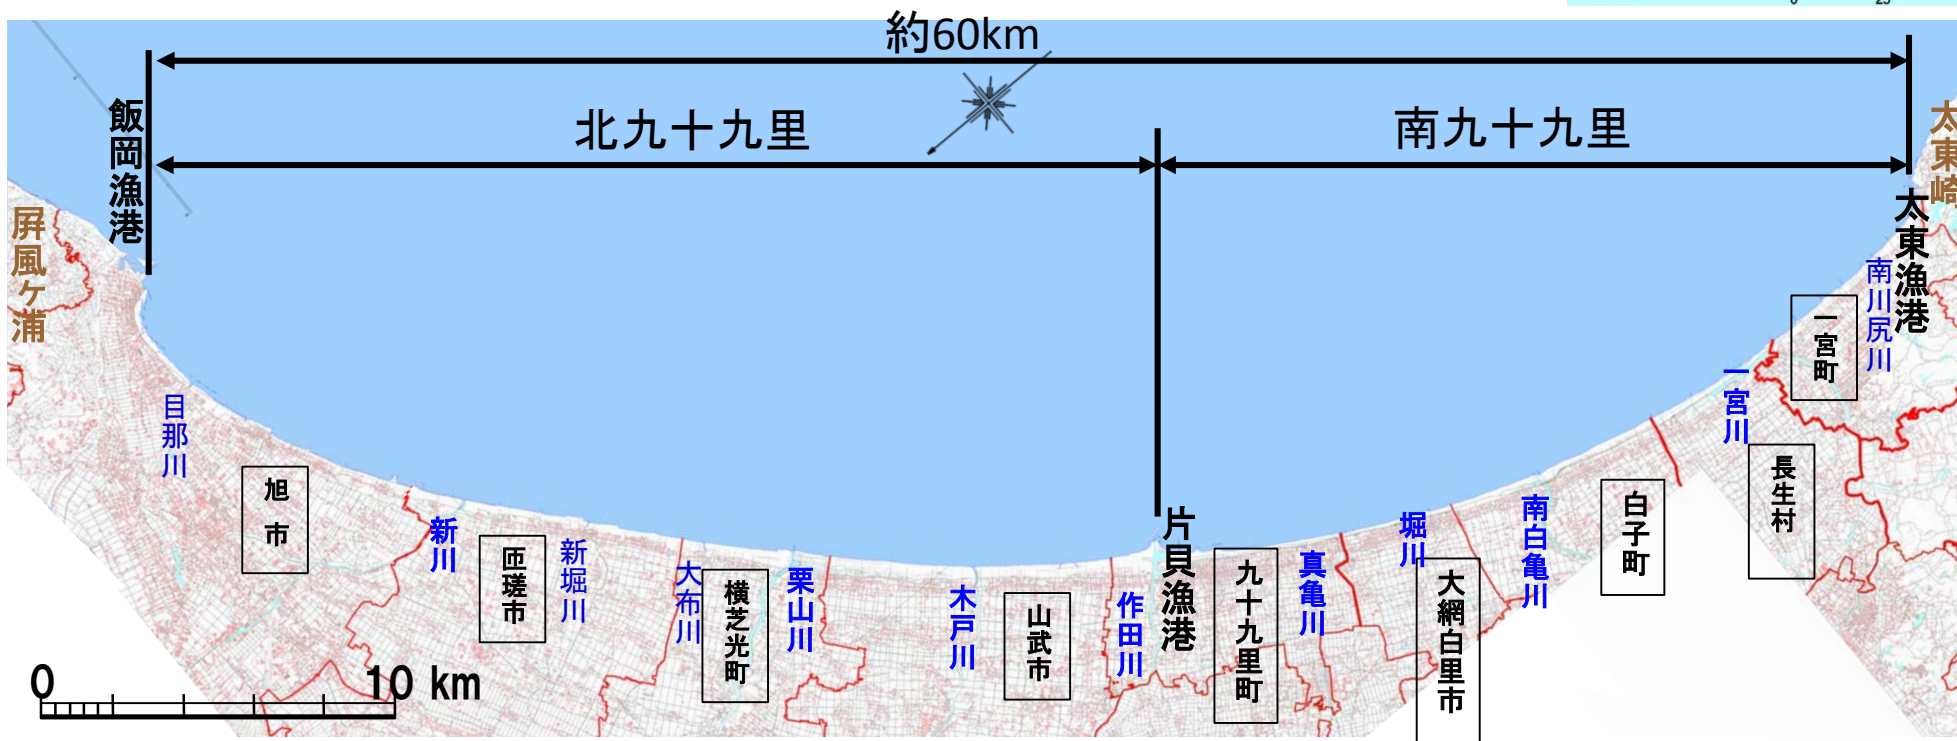 0
25
約60km
北九十九里
南九十九里
飯岡漁港
太東崎
屛風ケ浦
太東漁港
南川尻川
一宮町
一宮川
目那川
長生村
旭市
新川
匝瑳市
新堀川
大布川
横芝光町
栗山川
木戸川
山武市
作田川
片貝漁港
九十九里町
真亀川
堀川
大網白里市
南白亀川
白子町
0
10 km